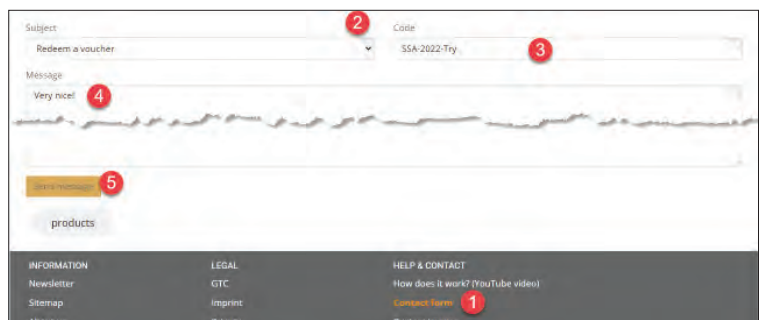 Subject
2
Code
Redeem a voucher
SSA-2022-Try
3
Message
Very nice!
4
5
products
INFORMATION
LEGAL
HELP & CONTACT
Newsletter
GTC
How does it work? (YouTube video)
Sitemap
Imprint
Contact form
1